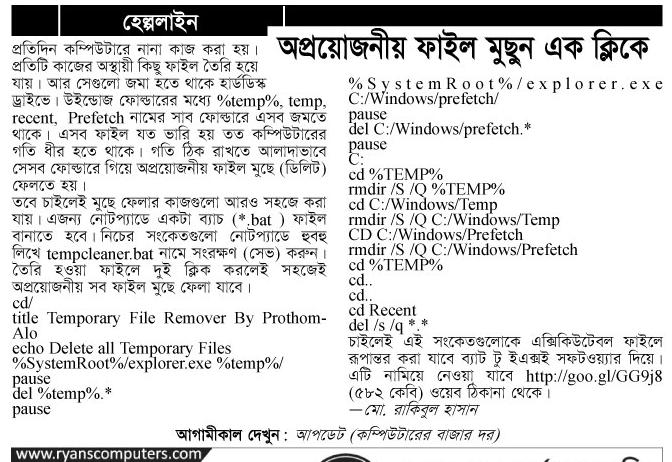 হেল্পলাইন
অপ্রয়োজনীয় ফাইল মুছুন এক ক্লিকে
প্রতিদিন কম্পিউটারে নানা কাজ করা হয়।
প্রতিটি কাজের অস্থায়ী কিছু ফাইল তৈরি হয়ে
যায়। আর সেগুলো জমা হতে থাকে হার্ডডিস্ক
ড্রাইভে। উইন্ডোজ ফোল্ডারের মধ্যে %temp%, temp,
recent, Prefetch নামের সাব ফোল্ডারে এসব জমতে
থাকে। এসব ফাইল যত ভারি হয় তত কম্পিউটারের
গতি ধীর হতে থাকে। গতি ঠিক রাখতে আলাদাভাবে
সেসব ফোল্ডারে গিয়ে অপ্রয়োজনীয় ফাইল মুছে (ডিলিট)
ফেলতে হয়।
তবে চাইলেই মুছে ফেলার কাজগুলো আরও সহজে করা
যায়। এজন্য নোটপ্যাডে একটা ব্যাচ (*.bat ) ফাইল
বানাতে হবে। নিচের সংকেতগুলো নোটপ্যাডে হুবহু
লিখে tempcleaner.bat নামে সংরক্ষণ (সেভ) করুন।
তৈরি হওয়া ফাইলে দুই ক্লিক করলেই সহজেই
অপ্রয়োজনীয় সব ফাইল মুছে ফেলা যাবে।
cd/
title Temporary File Remover By Prothom-
Alo
echo Delete all Temporary Files
%SystemRoot%/explorer.exe %temp%/
pause
del %temp%.*
pause
%SystemRoot%/explorer.exe
C:/Windows/prefetch/
pause
del C:/Windows/prefetch.*
pause
C:
cd %TEMP%
rmdir /S /Q %TEMP%
cd C:/Windows/Temp
rmdir /S /Q C:/Windows/Temp
CD C:/Windows/Prefetch
rmdir /S /Q C:/Windows/Prefetch
cd %TEMP%
cd..
cd..
cd Recent
del /s /q *.*
চাইলেই এই সংকেতগুলোকে এক্সিকিউটেবল ফাইলে
রূপান্তর করা যাবে ব্যাট টু ইএক্সই সফটওয়্যার দিয়ে।
এটি নামিয়ে নেওয়া যাবে http://goo.gl/GG9j8
(৫৮২ কেবি) ওয়েব ঠিকানা থেকে।
—মো. রাকিবুল হাসান
আগামীকাল দেখুন : আপডেট (কম্পিউটারের বাজার দর)
www.ryanscomputers.com